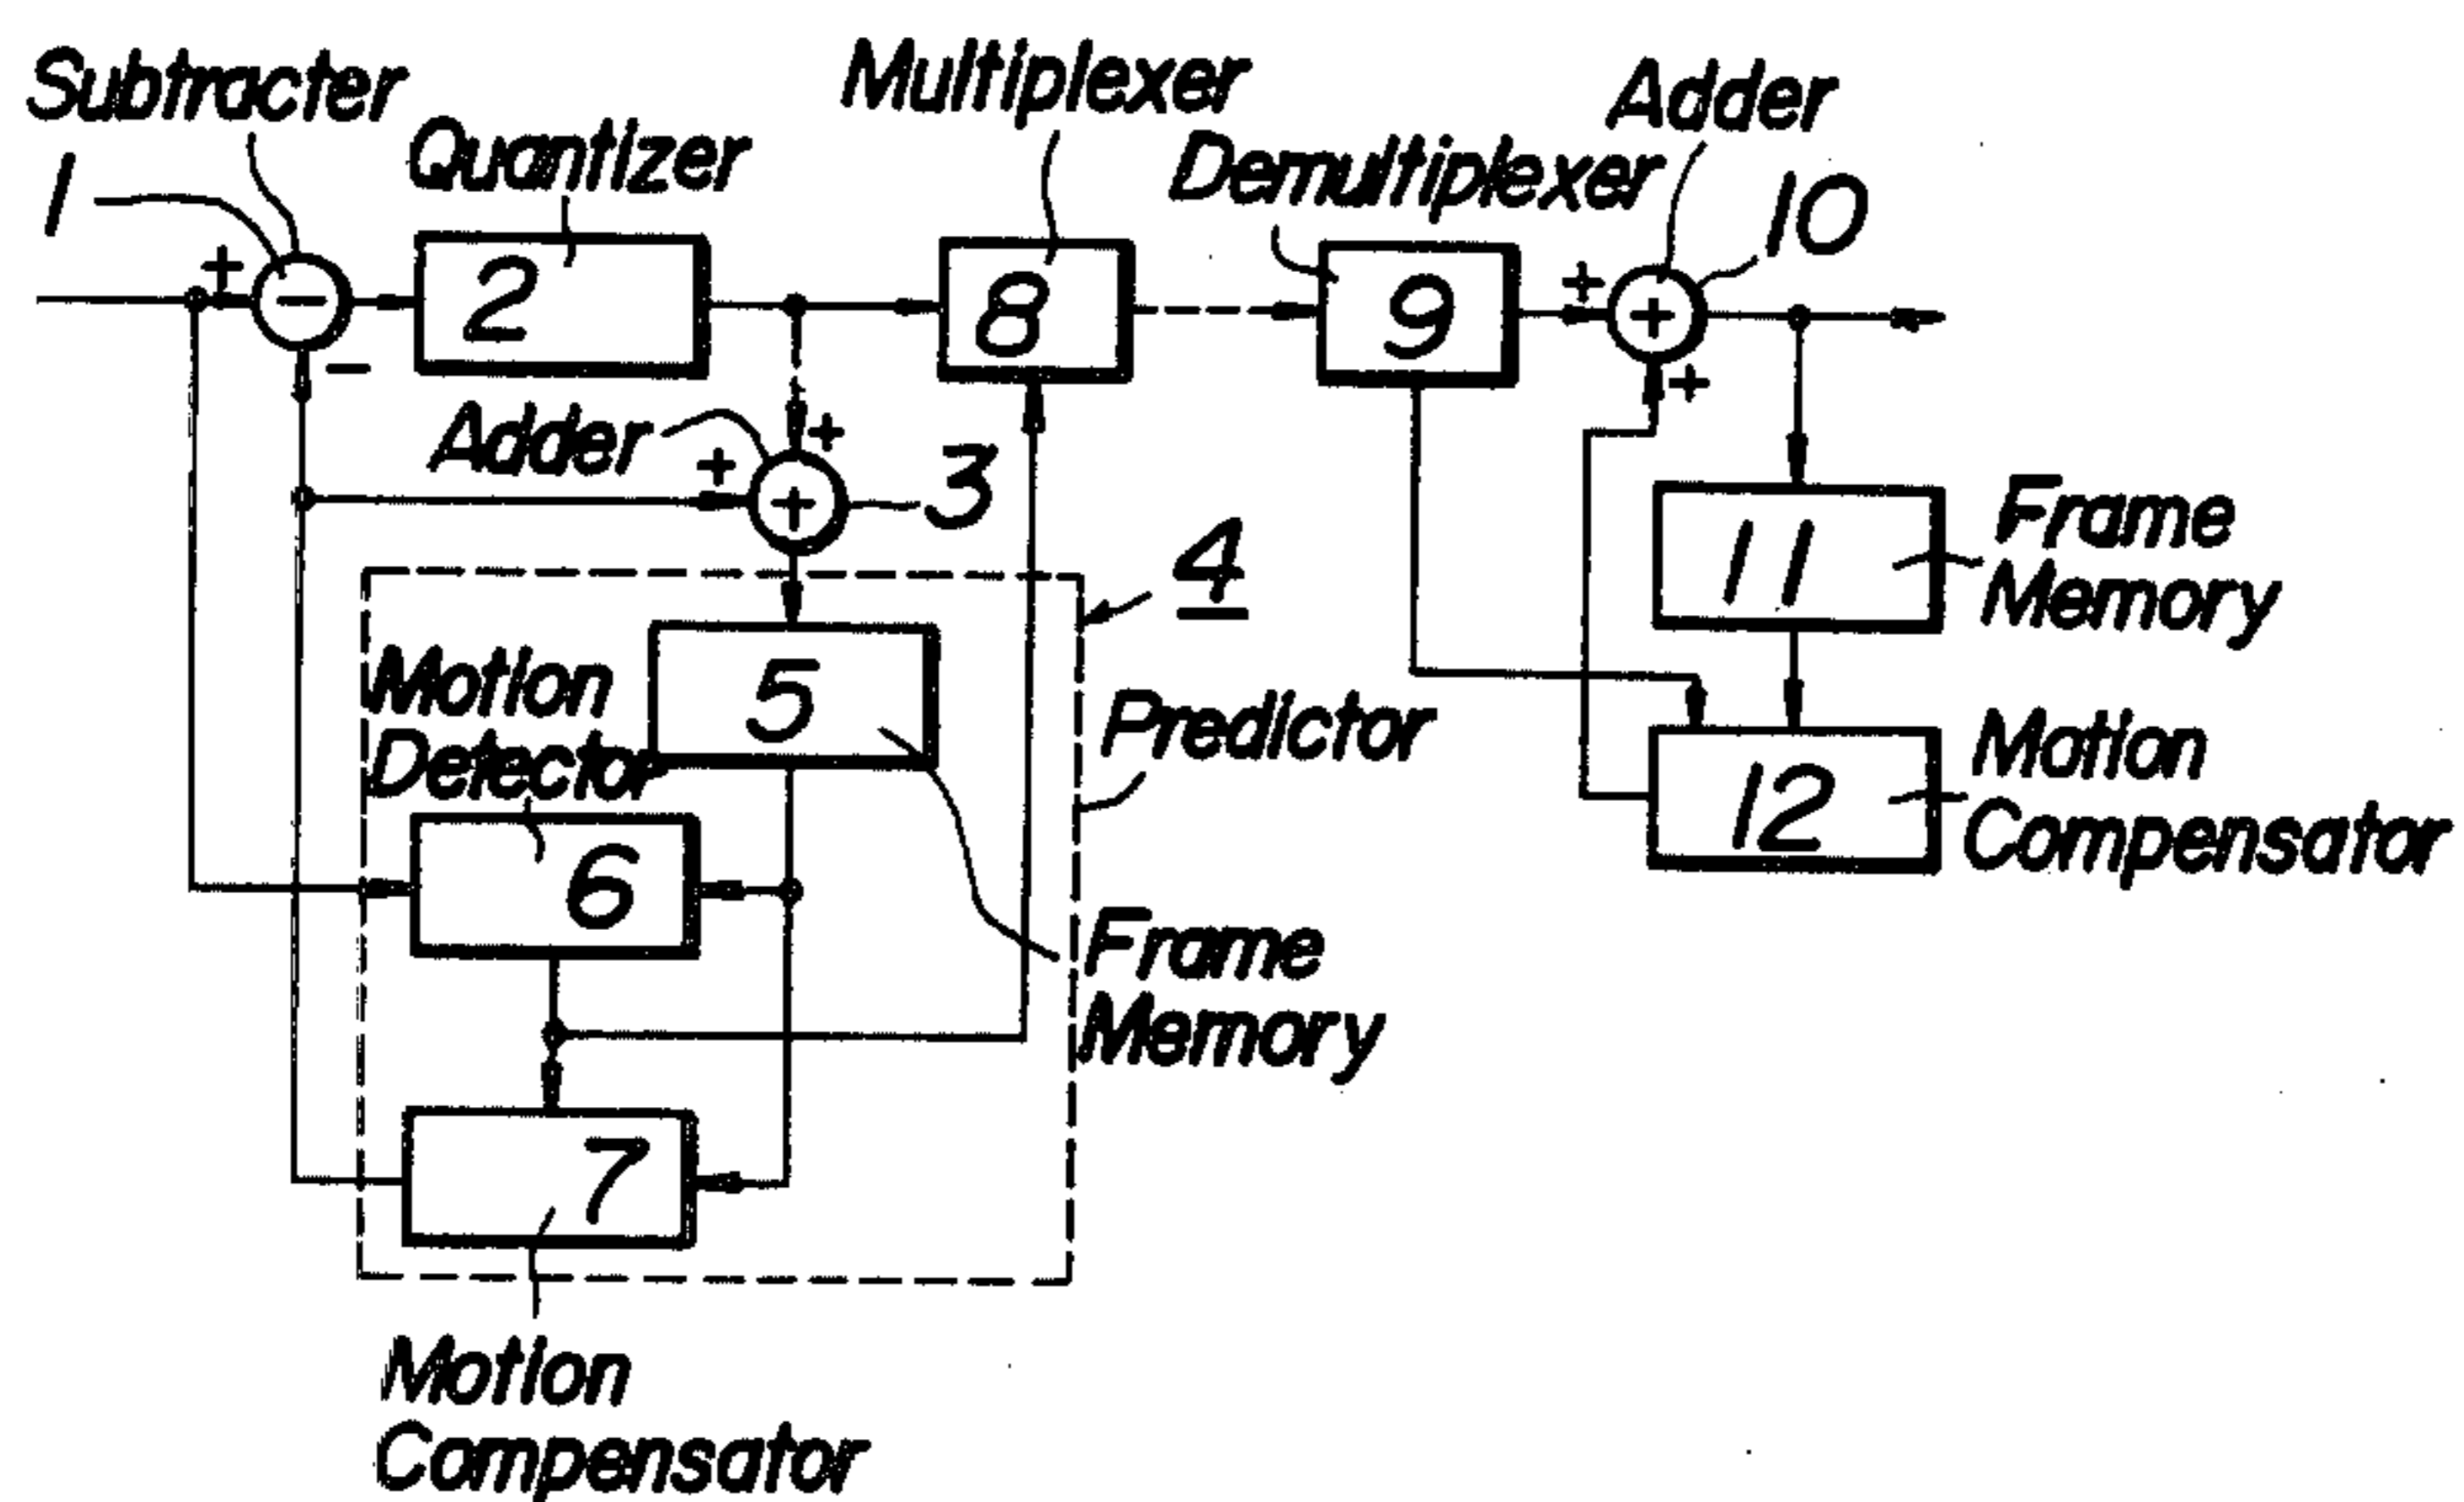 Subtracter
Multiplexer
Adder
Quantizer
Demultiplexer
1
10
+
-
2
8
9
+
+
-
+
Adder
+
+
+
3
4
11
Frame
Memory
5
Motion
Detector
Predictor
12
Motion
Compensator
6
Frame
Memory
7
Motion
Compensator